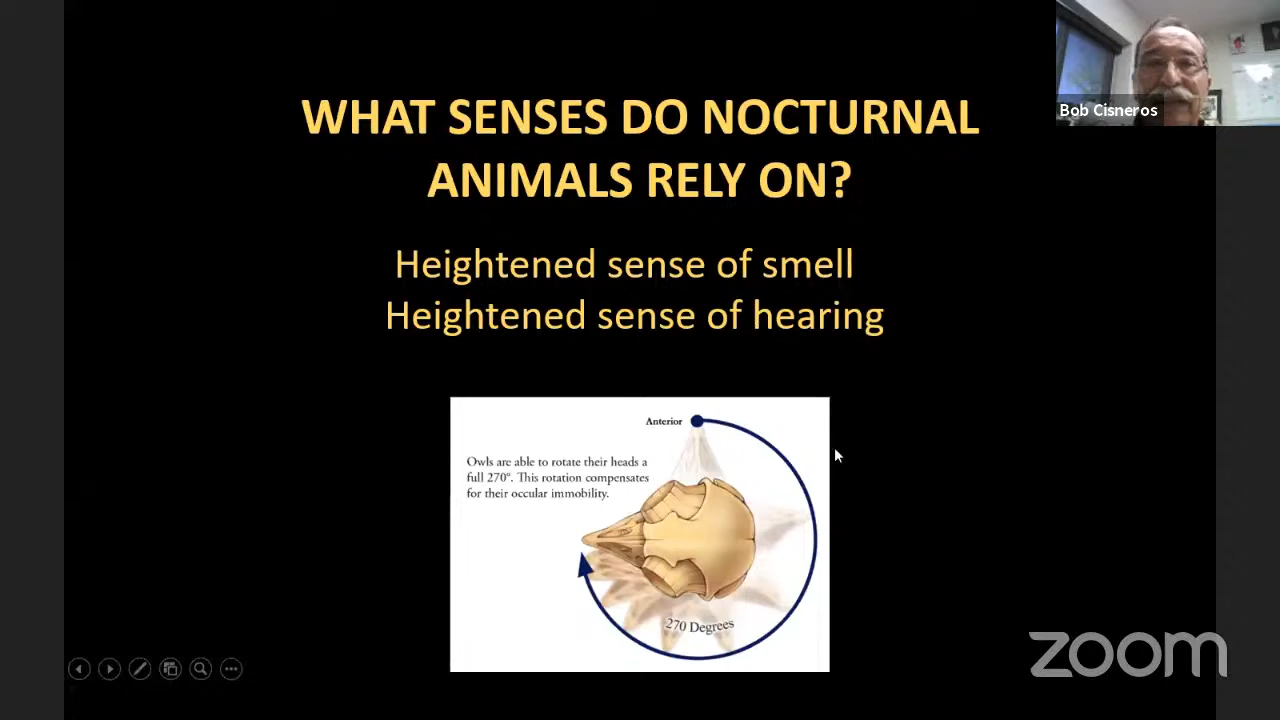 WHAT SENSES DO NOCTURNAL
ANIMALS RELY ON?
Heightened sense of smell
Heightened sense of hearing
Anterior
Owls are able to rotate their heads a
full 270°. This rotation compensates
for their occular immobility.
270 Degrees
Bob Cisneros
zoom